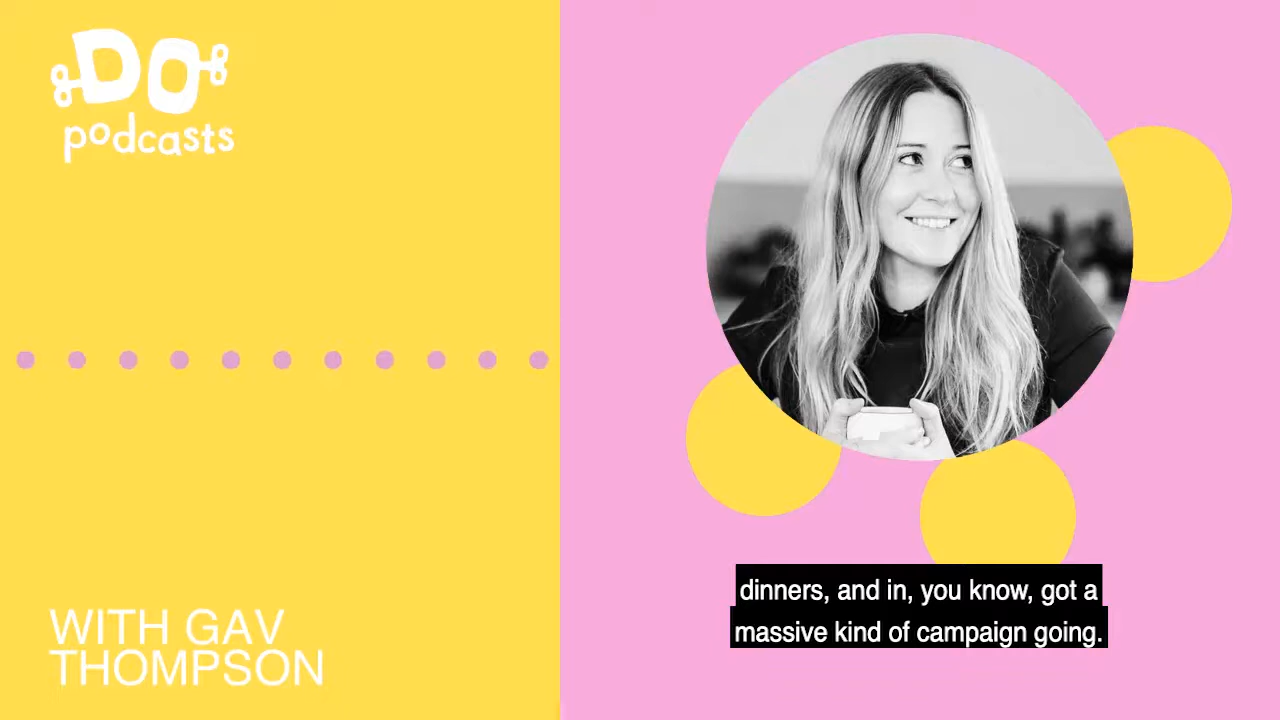 DO
podcasts
WITH GAV
THOMPSON
dinners, and in, you know, got a
massive kind of campaign going.